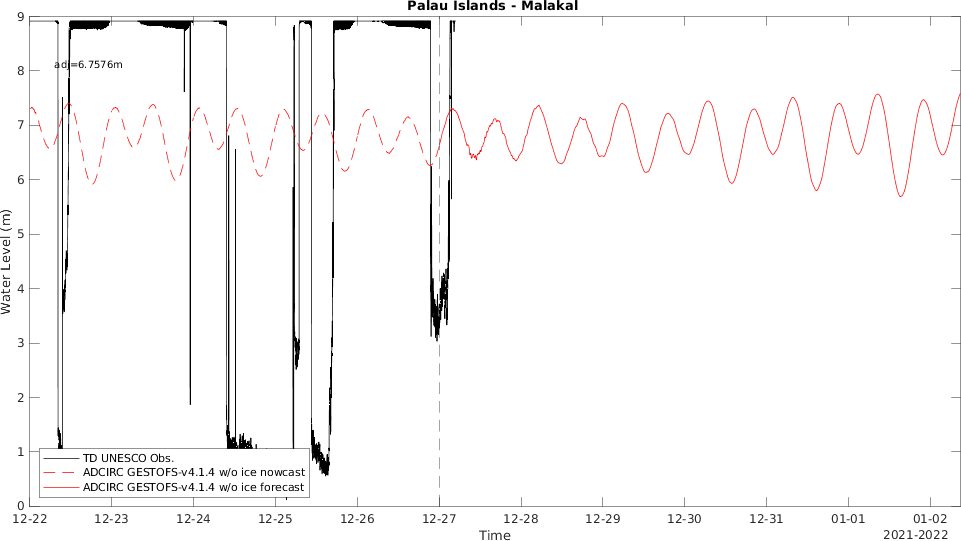 Palau Islands - Malakal
9
8
7
6
5
4
3
2
1
0
Water Level (m)
adj=6.7576m
TD UNESCO Obs.
ADCIRC GESTOFS-v4.1.4 w/o ice nowcast
ADCIRC GESTOFS-v4.1.4 w/o ice forecast
12-22 12-23 12-24 12-25 12-26 12-27 12-28 12-29 12-30 12-31 01-01 01-02
Time
2021-2022